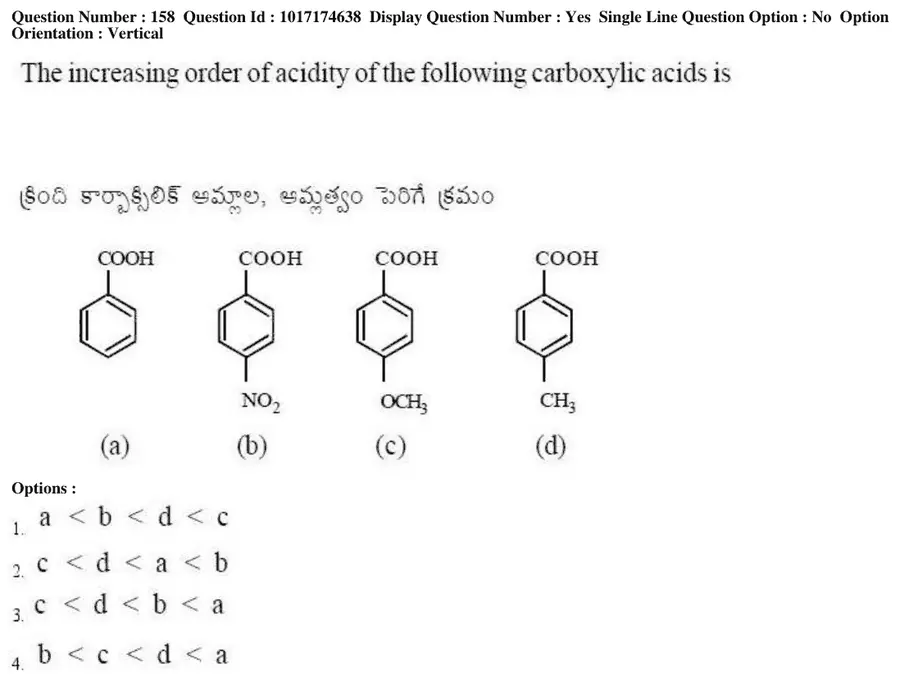 Question Number : 158 Question Id : 1017174638 Display Question Number : Yes Single Line Question Option : No Option
Orientation : Vertical
The increasing order of acidity of the following carboxylic acids is
క్రింది కార్బాక్సిలిక్ ఆమ్లాల, ఆమ్లత్వం పెరిగే క్రమం
COOH COOH COOH COOH
NO2 OCH3 CH3
(a) (b) (c) (d)
Options :
1. a < b < d < c
2. c < d < a < b
3. c < d < b < a
4. b < c < d < a